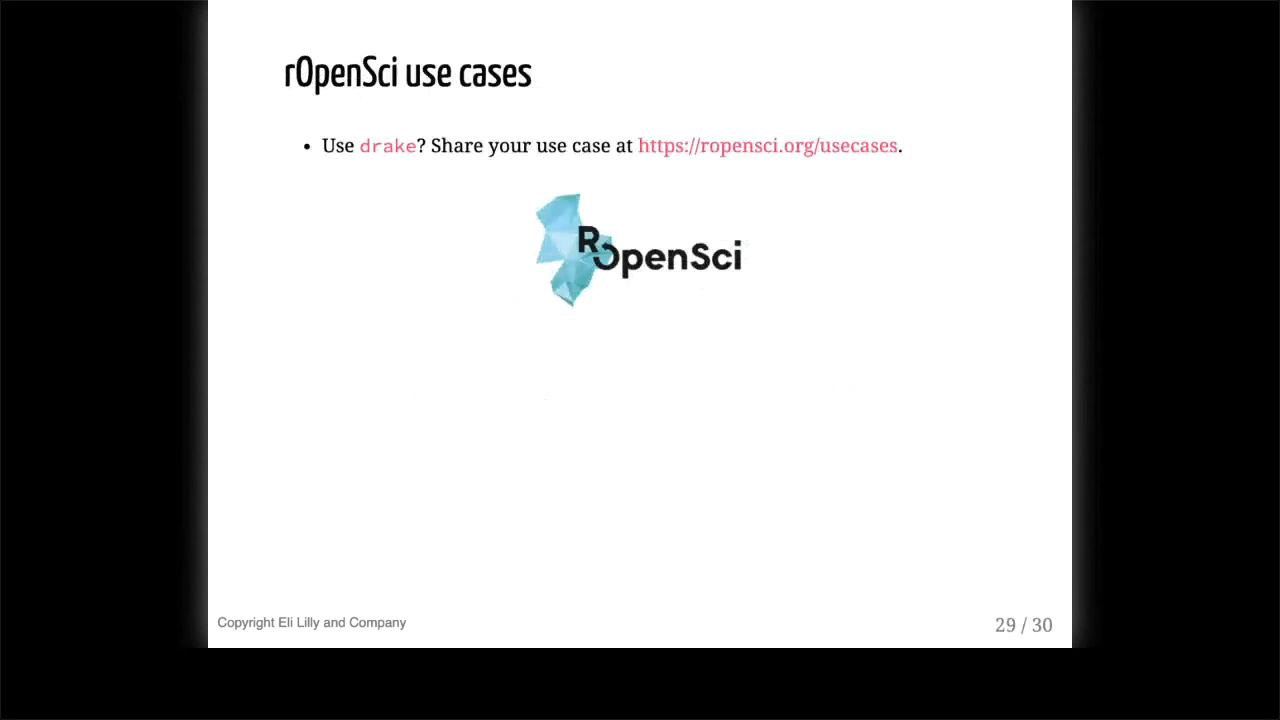 rOpenSci use cases
• Use drake? Share your use case at https://ropensci.org/usecases.
ROpenSci
Copyright Eli Lilly and Company
29 / 30